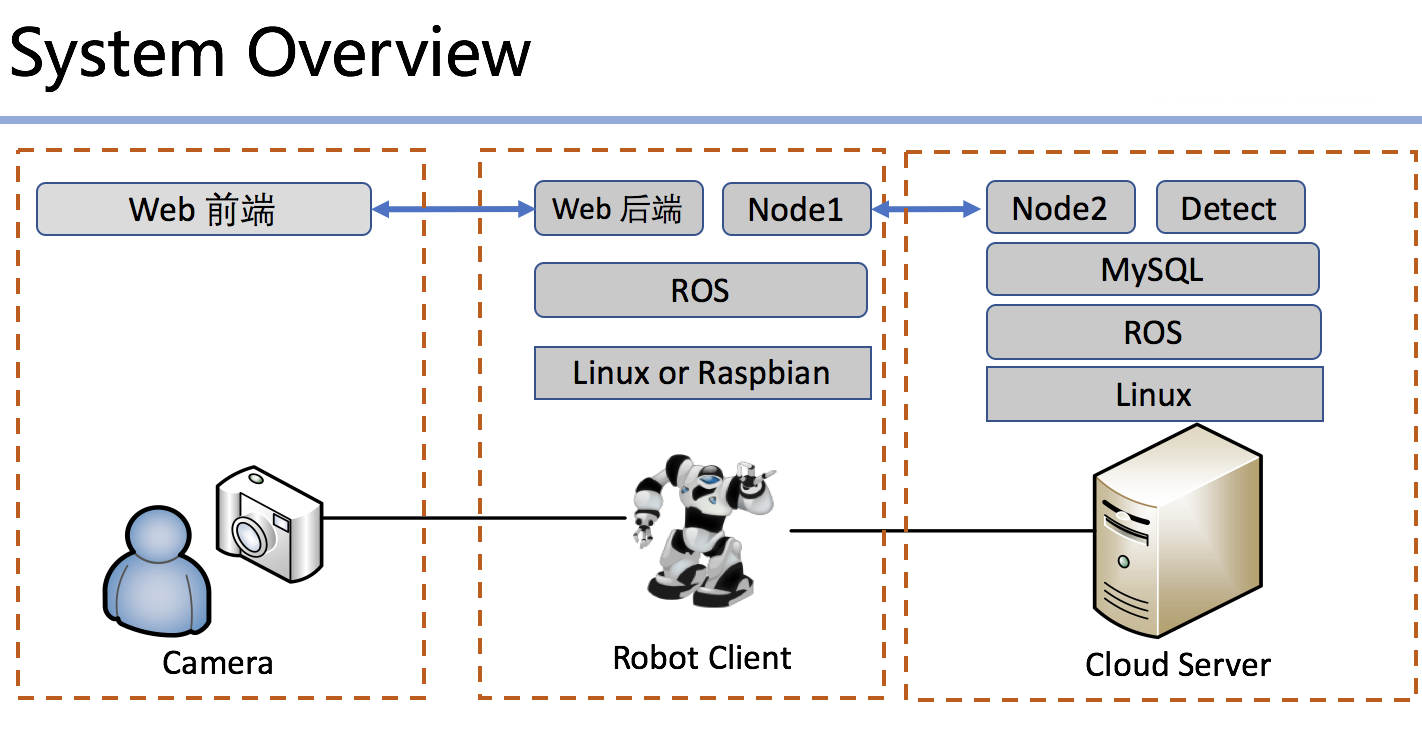 System Overview
Web 前端
Web 后端
Node1
Node2
Detect
MySQL
ROS
ROS
Linux or Raspbian
Linux
Camera
Robot Client
Cloud Server